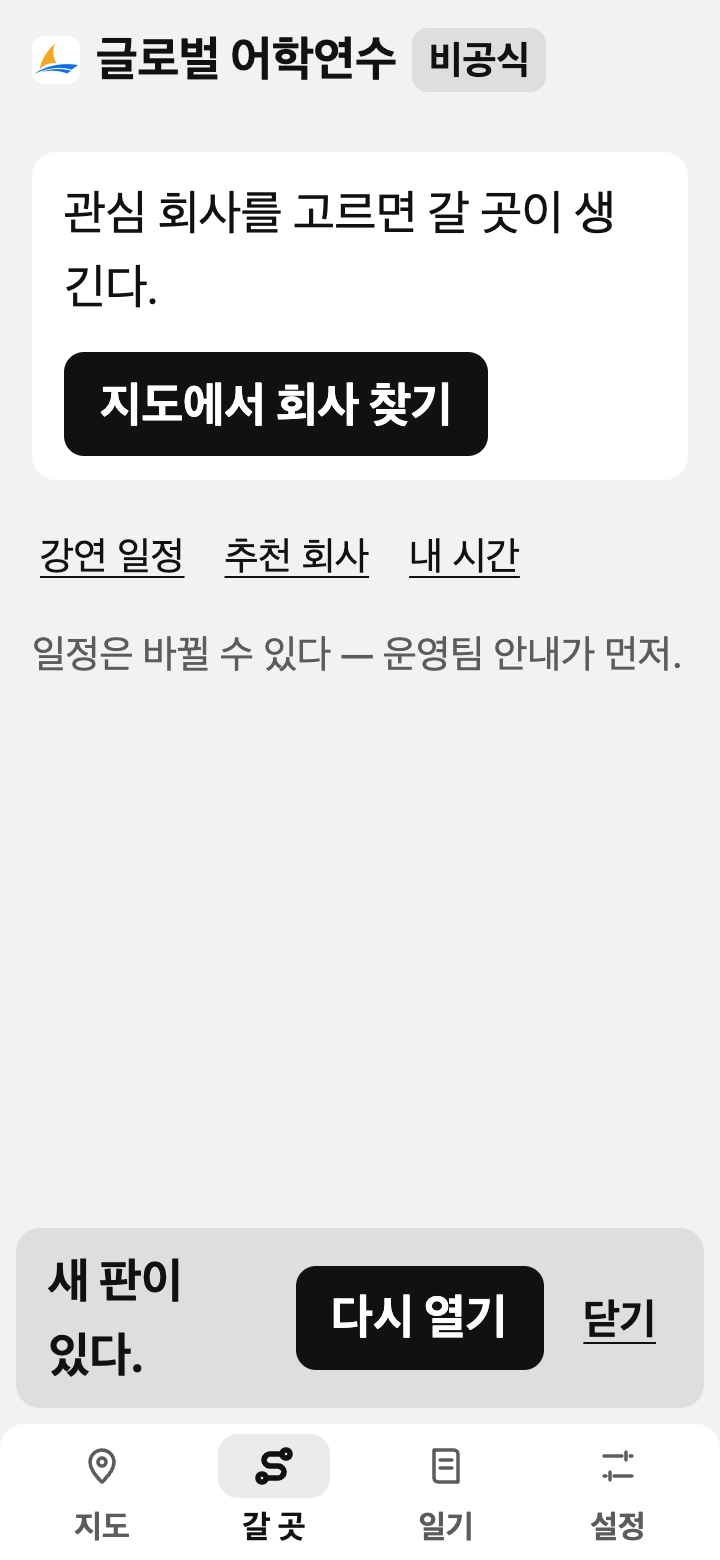 글로벌 어학연수 비공식
관심 회사를 고르면 갈 곳이 생
긴다.
지도에서 회사 찾기
강연 일정 추천 회사 내 시간
일정은 바뀔 수 있다 — 운영팀 안내가 먼저.
새 판이
있다.
다시 열기 닫기
지도 갈 곳 일기 설정